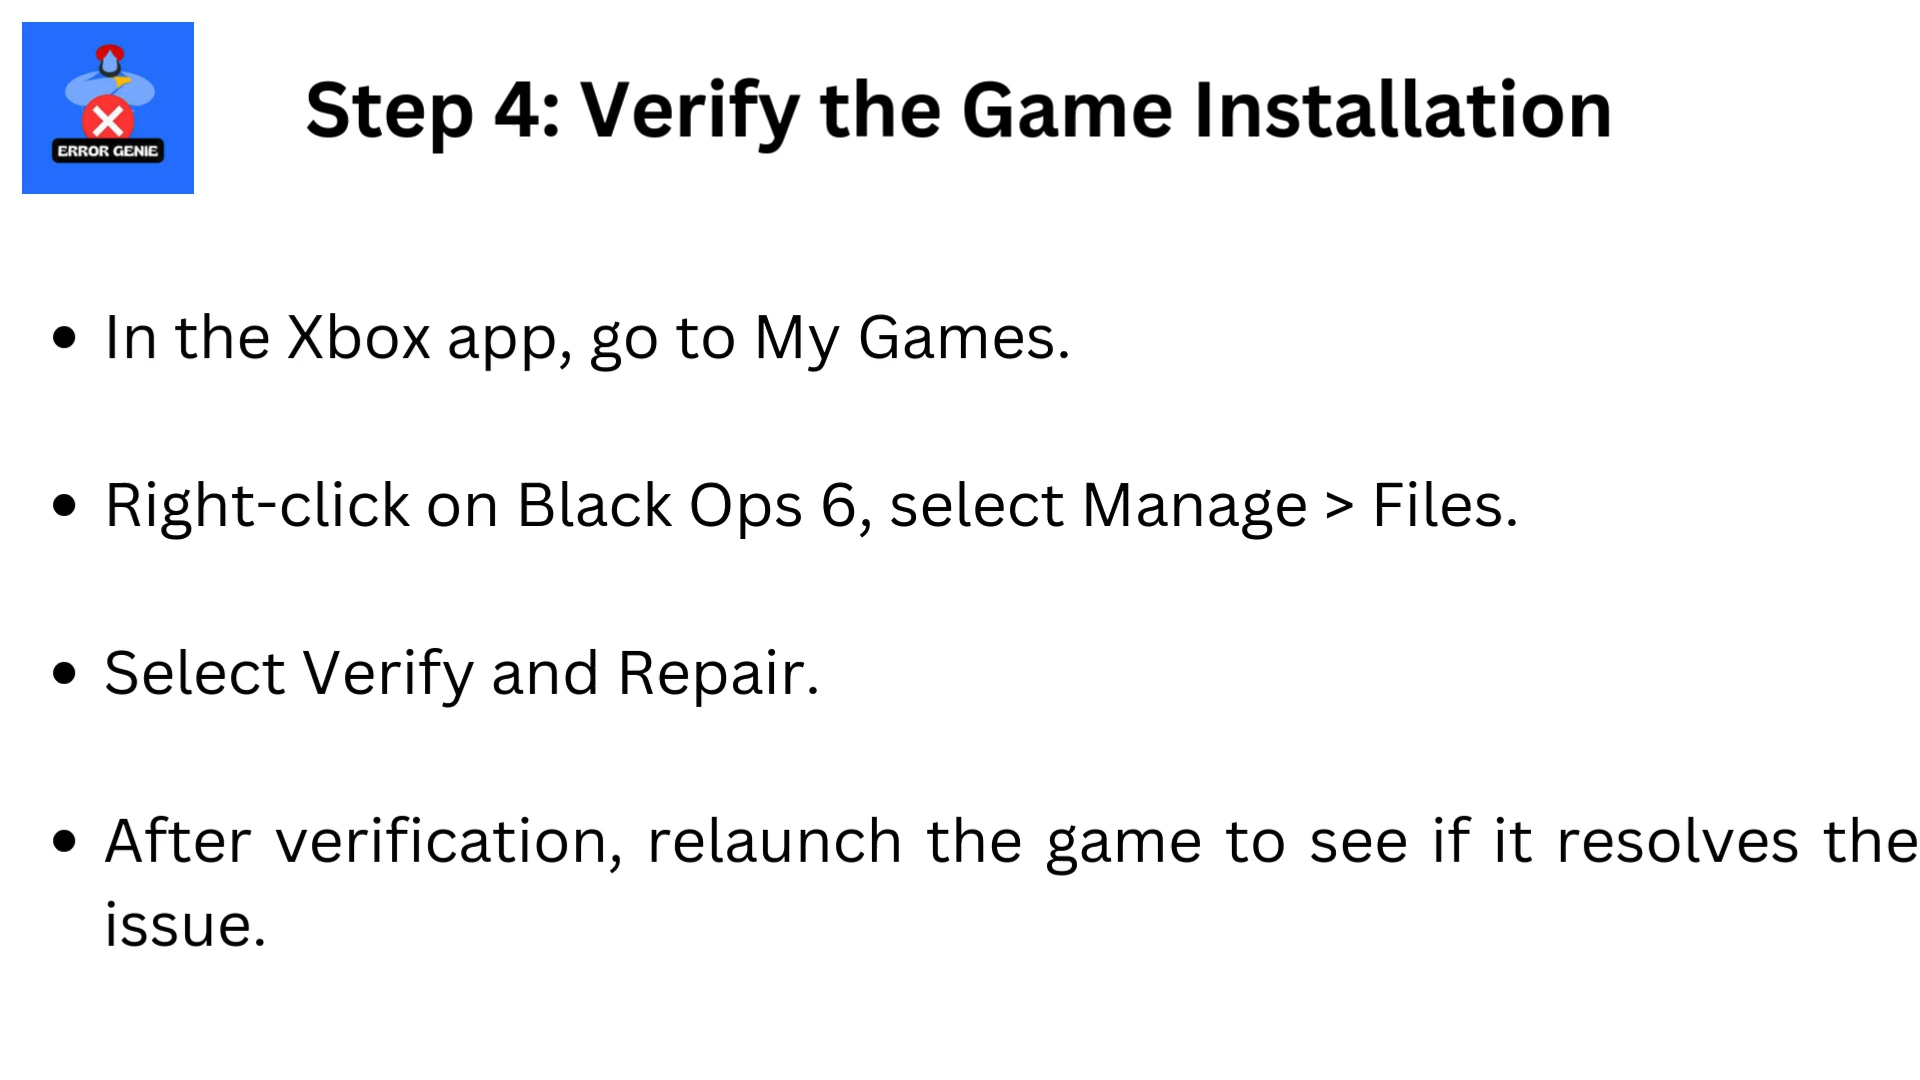 ERROR GENIE
Step 4: Verify the Game Installation
• In the Xbox app, go to My Games.
• Right-click on Black Ops 6, select Manage > Files.
• Select Verify and Repair.
• After verification, relaunch the game to see if it resolves the
issue.